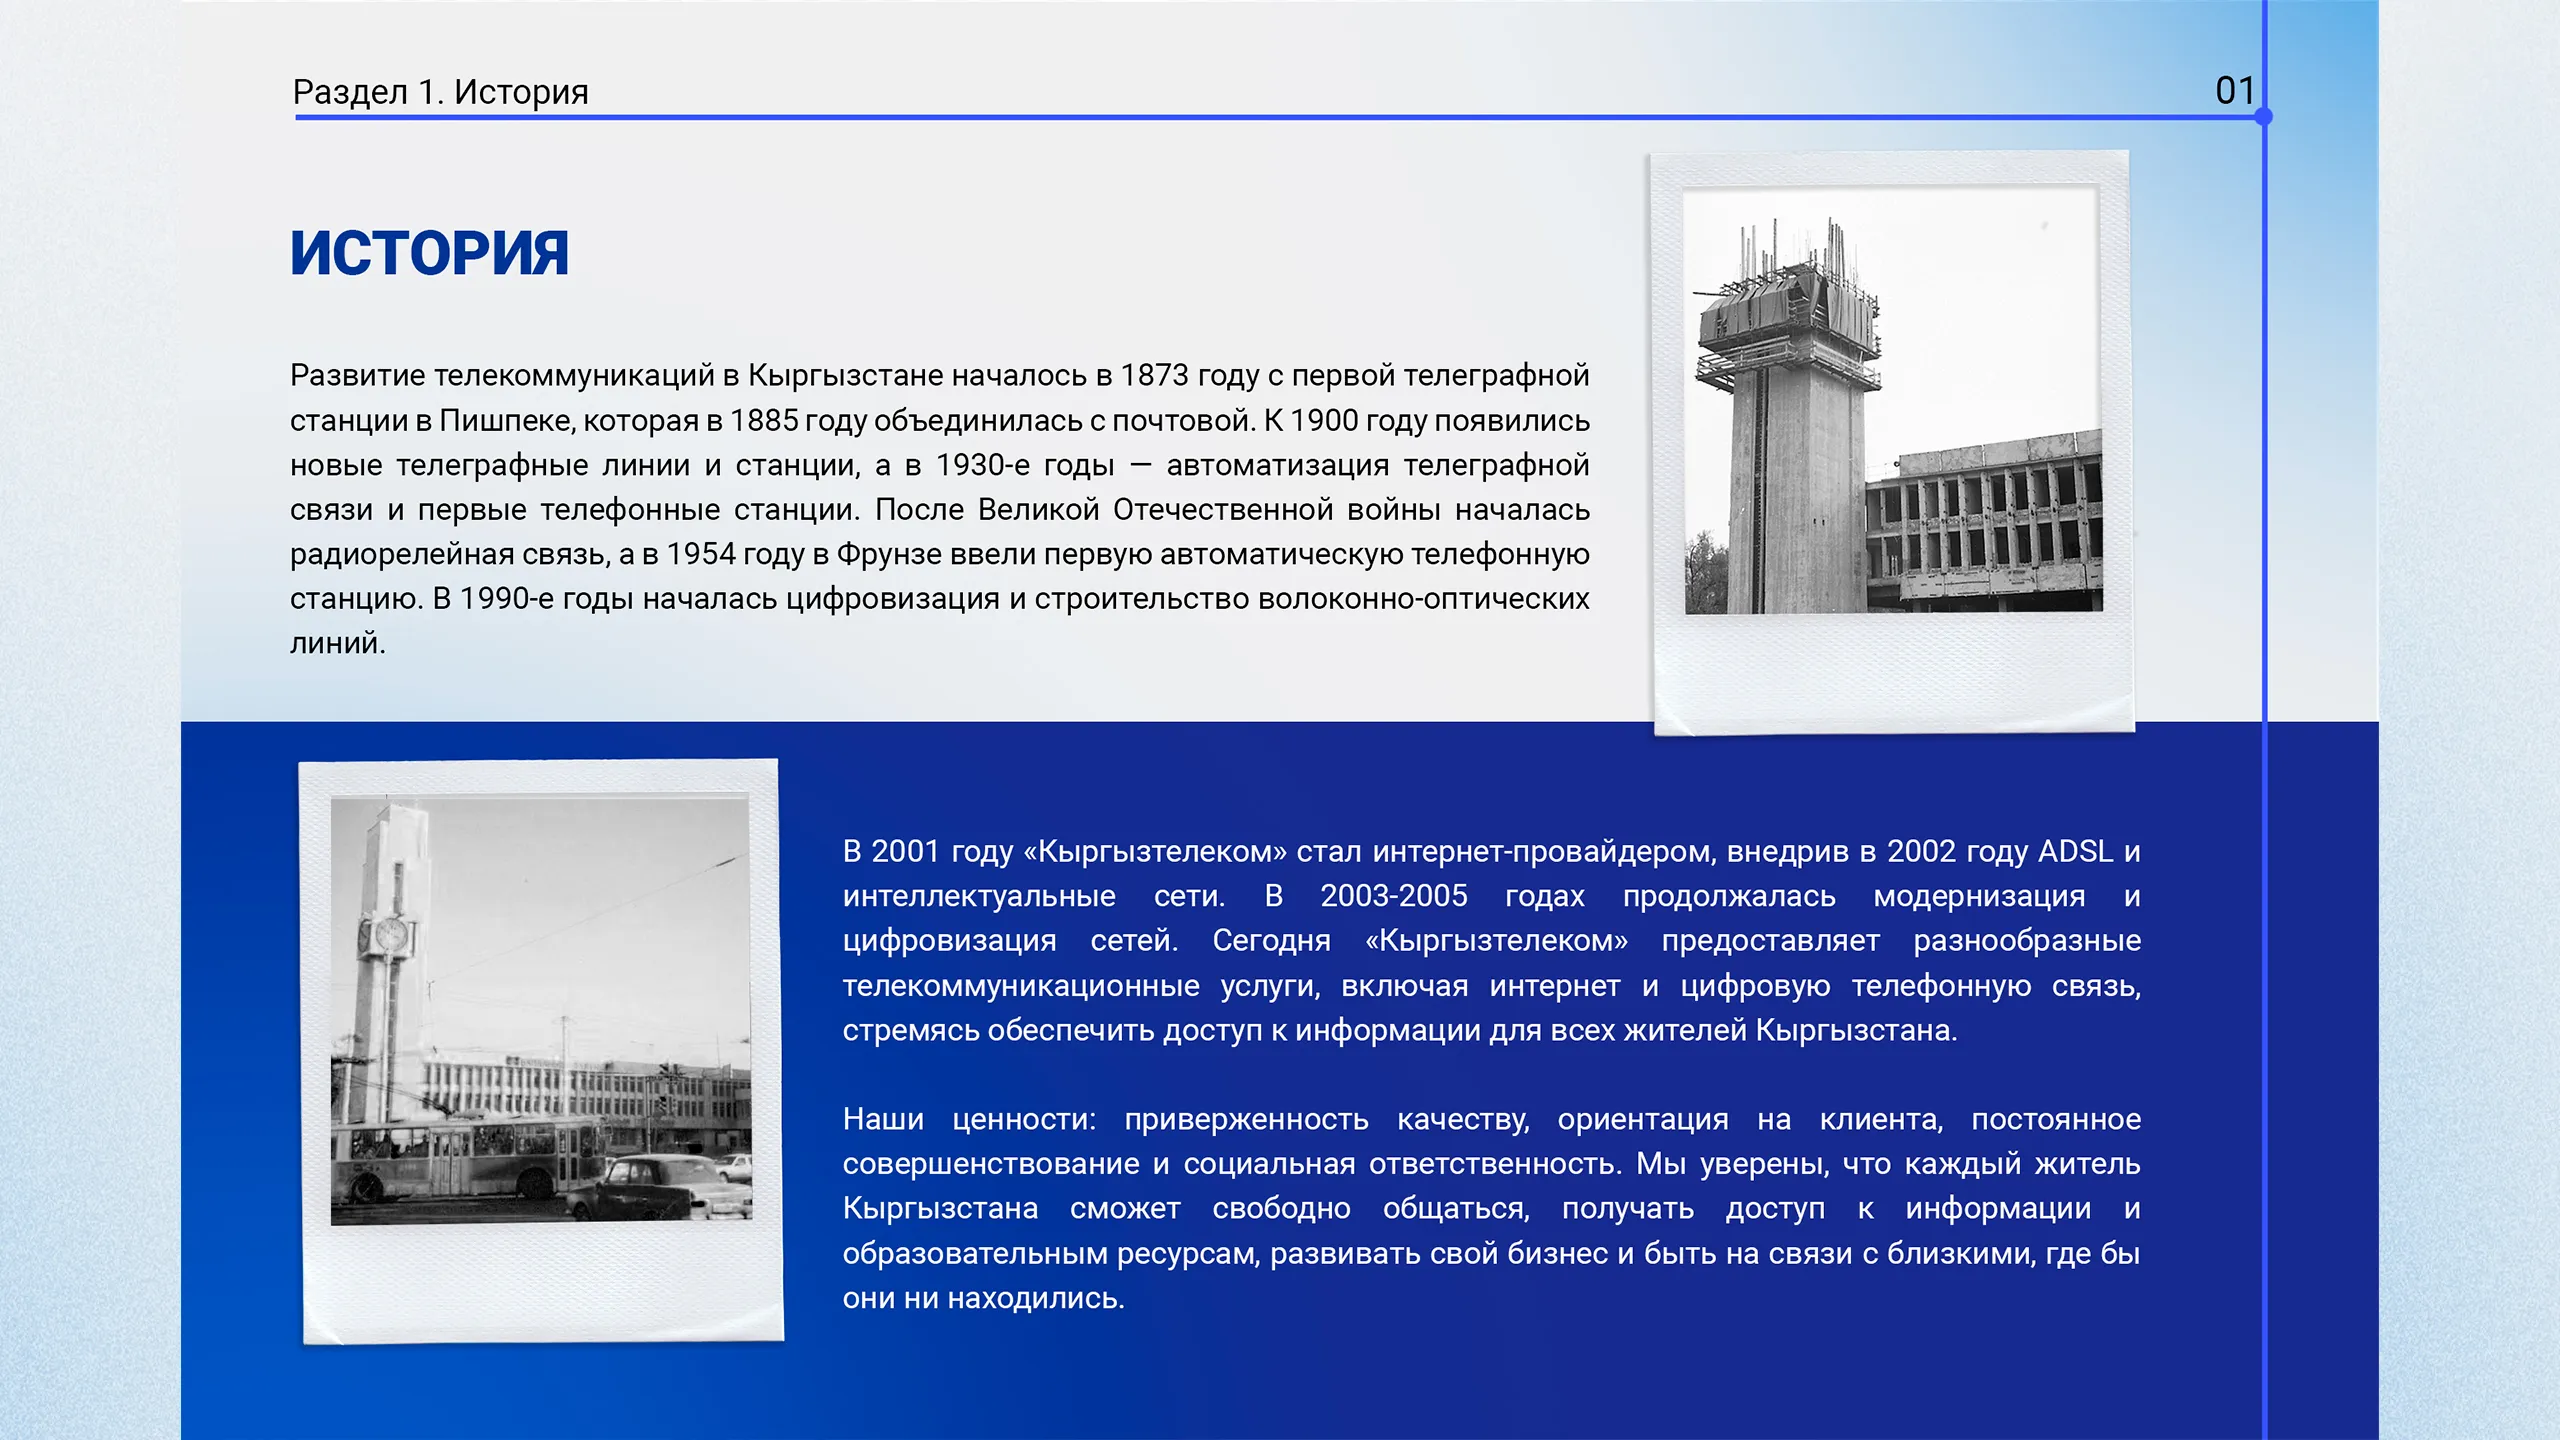 Раздел 1. История
01
ИСТОРИЯ
Развитие телекоммуникаций в Кыргызстане началось в 1873 году с первой телеграфной
станции в Пишпеке, которая в 1885 году объединилась с почтовой. К 1900 году появились
новые телеграфные линии и станции, а в 1930-е годы — автоматизация телеграфной
связи и первые телефонные станции. После Великой Отечественной войны началась
радиорелейная связь, а в 1954 году в Фрунзе ввели первую автоматическую телефонную
станцию. В 1990-е годы началась цифровизация и строительство волоконно-оптических
линий.
В 2001 году «Кыргызтелеком» стал интернет-провайдером, внедрив в 2002 году ADSL и
интеллектуальные сети. В 2003-2005 годах продолжалась модернизация и
цифровизация сетей. Сегодня «Кыргызтелеком» предоставляет разнообразные
телекоммуникационные услуги, включая интернет и цифровую телефонную связь,
стремясь обеспечить доступ к информации для всех жителей Кыргызстана.
Наши ценности: приверженность качеству, ориентация на клиента, постоянное
совершенствование и социальная ответственность. Мы уверены, что каждый житель
Кыргызстана сможет свободно общаться, получать доступ к информации и
образовательным ресурсам, развивать свой бизнес и быть на связи с близкими, где бы
они ни находились.